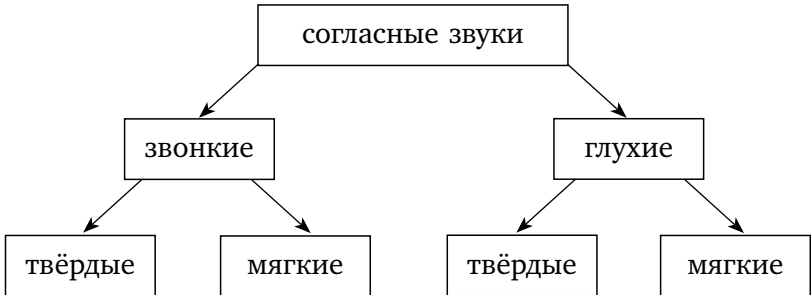 согласные звуки
звонкие
глухие
твёрдые
мягкие
твёрдые
мягкие